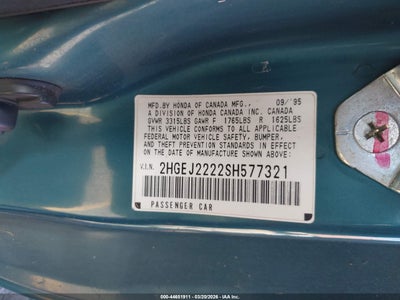 MFD.BY HONDA OF CANADA MFG., 09/'95
A DIVISION OF HONDA CANADA INC. CANADA
GVWR 3315LBS GAWR F 1765LBS R 1625LBS
THIS VEHICLE CONFORMS TO ALL APPLICABLE
FEDERAL MOTOR VEHICLE SAFETY, BUMPER,
AND THEFT PREVENTION STANDARDS IN EFFECT
ON THE DATE OF MANUFACTURE SHOWN ABOVE.
V.I.N. 2HGEJ2222SH577321
PASSENGER CAR
000-44651911 - 03/20/2026 - IAA